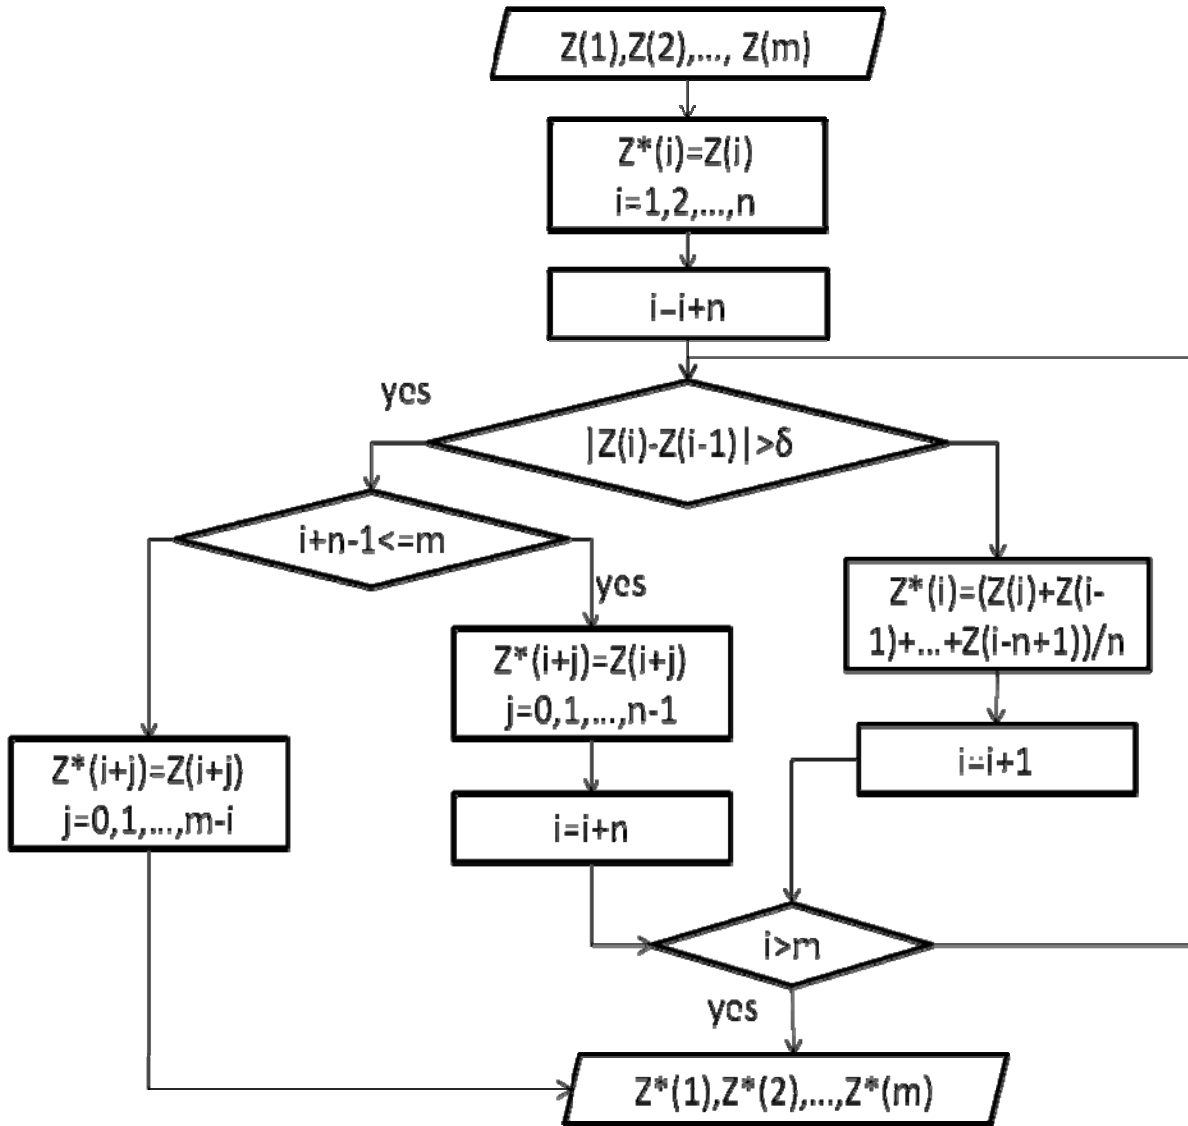 Z(1),Z(2),..., Z(m)
Z*(i)=Z(i)
i=1,2,...,n
i=i+n
yes
|Z(i)-Z(i-1)|>δ
i+n-1<=m
yes
Z*(i)=(Z(i)+Z(i-
1)+...+Z(i-n+1))/n
Z*(i+j)=Z(i+j)
j=0,1,...,n-1
i=i+1
Z*(i+j)=Z(i+j)
j=0,1,...,m-i
i=i+n
i>m
yes
Z*(1),Z*(2),...,Z*(m)